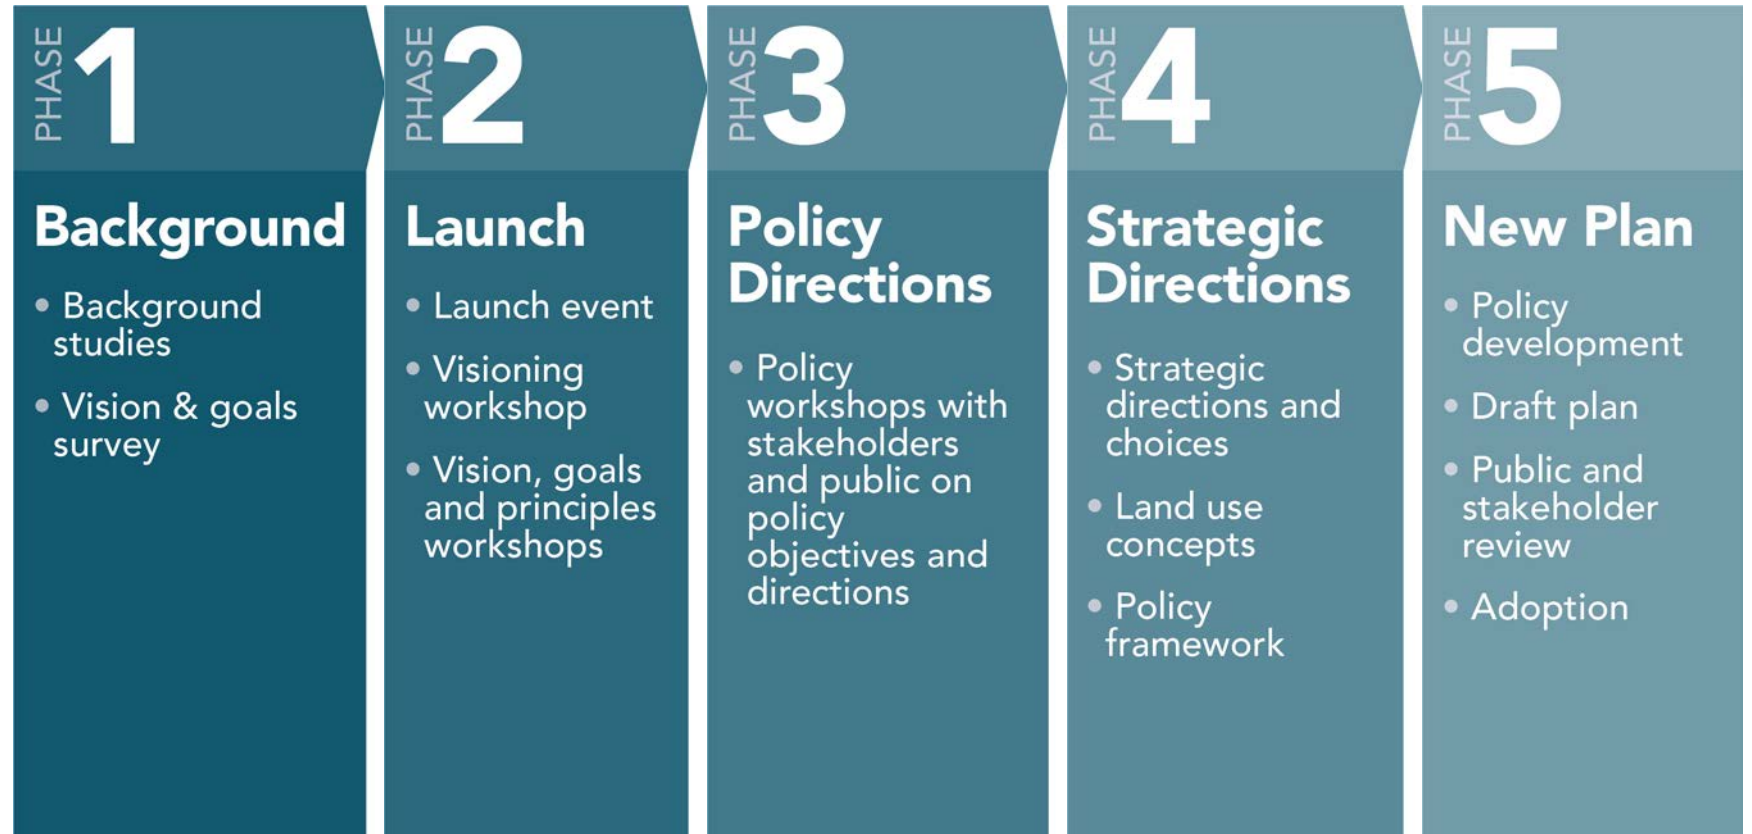 PHASE 1
Background
• Background
studies
• Vision & goals
survey
PHASE 2
Launch
• Launch event
• Visioning
workshop
• Vision, goals
and principles
workshops
PHASE 3
Policy
Directions
• Policy
workshops with
stakeholders
and public on
policy
objectives and
directions
PHASE 4
Strategic
Directions
• Strategic
directions and
choices
• Land use
concepts
• Policy
framework
PHASE 5
New Plan
• Policy
development
• Draft plan
• Public and
stakeholder
review
• Adoption